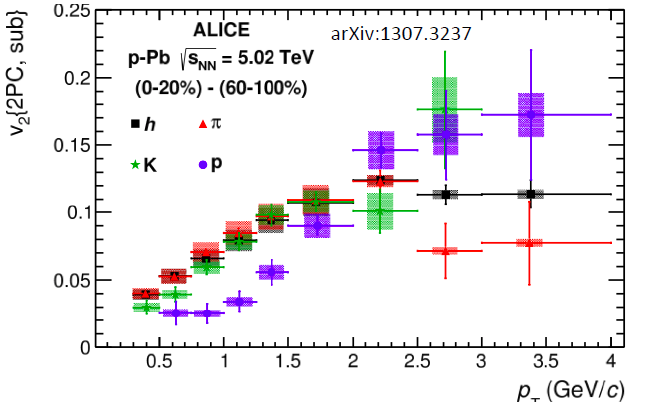 0.25
ALICE
arXiv:1307.3237
p-Pb √sNN = 5.02 TeV
(0-20%) - (60-100%)
h π
K p
v2{2PC, sub}
0.2
0.15
0.1
0.05
0
0.5 1 1.5 2 2.5 3 3.5 4
pT (GeV/c)